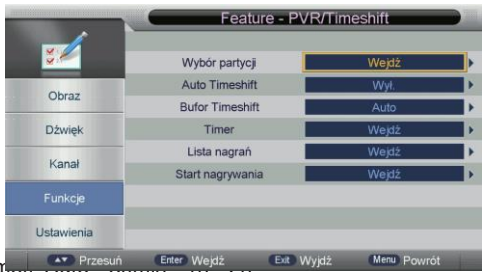 Feature - PVR/Timeshift
Wybór partycji Wejdź
Auto Timeshift Wył.
Bufor Timeshift Auto
Timer Wejdź
Lista nagrań Wejdź
Start nagrywania Wejdź
Obraz
Dźwięk
Kanał
Funkcje
Ustawienia
Przesuń Enter Wejdź Exit Wyjdź Menu Powrót